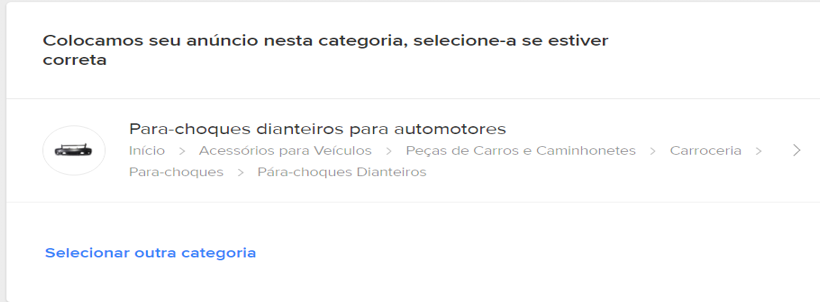 Colocamos seu anúncio nesta categoria, selecione-a se estiver
correta
Para-choques dianteiros para automotores
Início > Acessórios para Veículos > Peças de Carros e Caminhonetes > Carroceria >
Para-choques > Pára-choques Dianteiros
Selecionar outra categoria